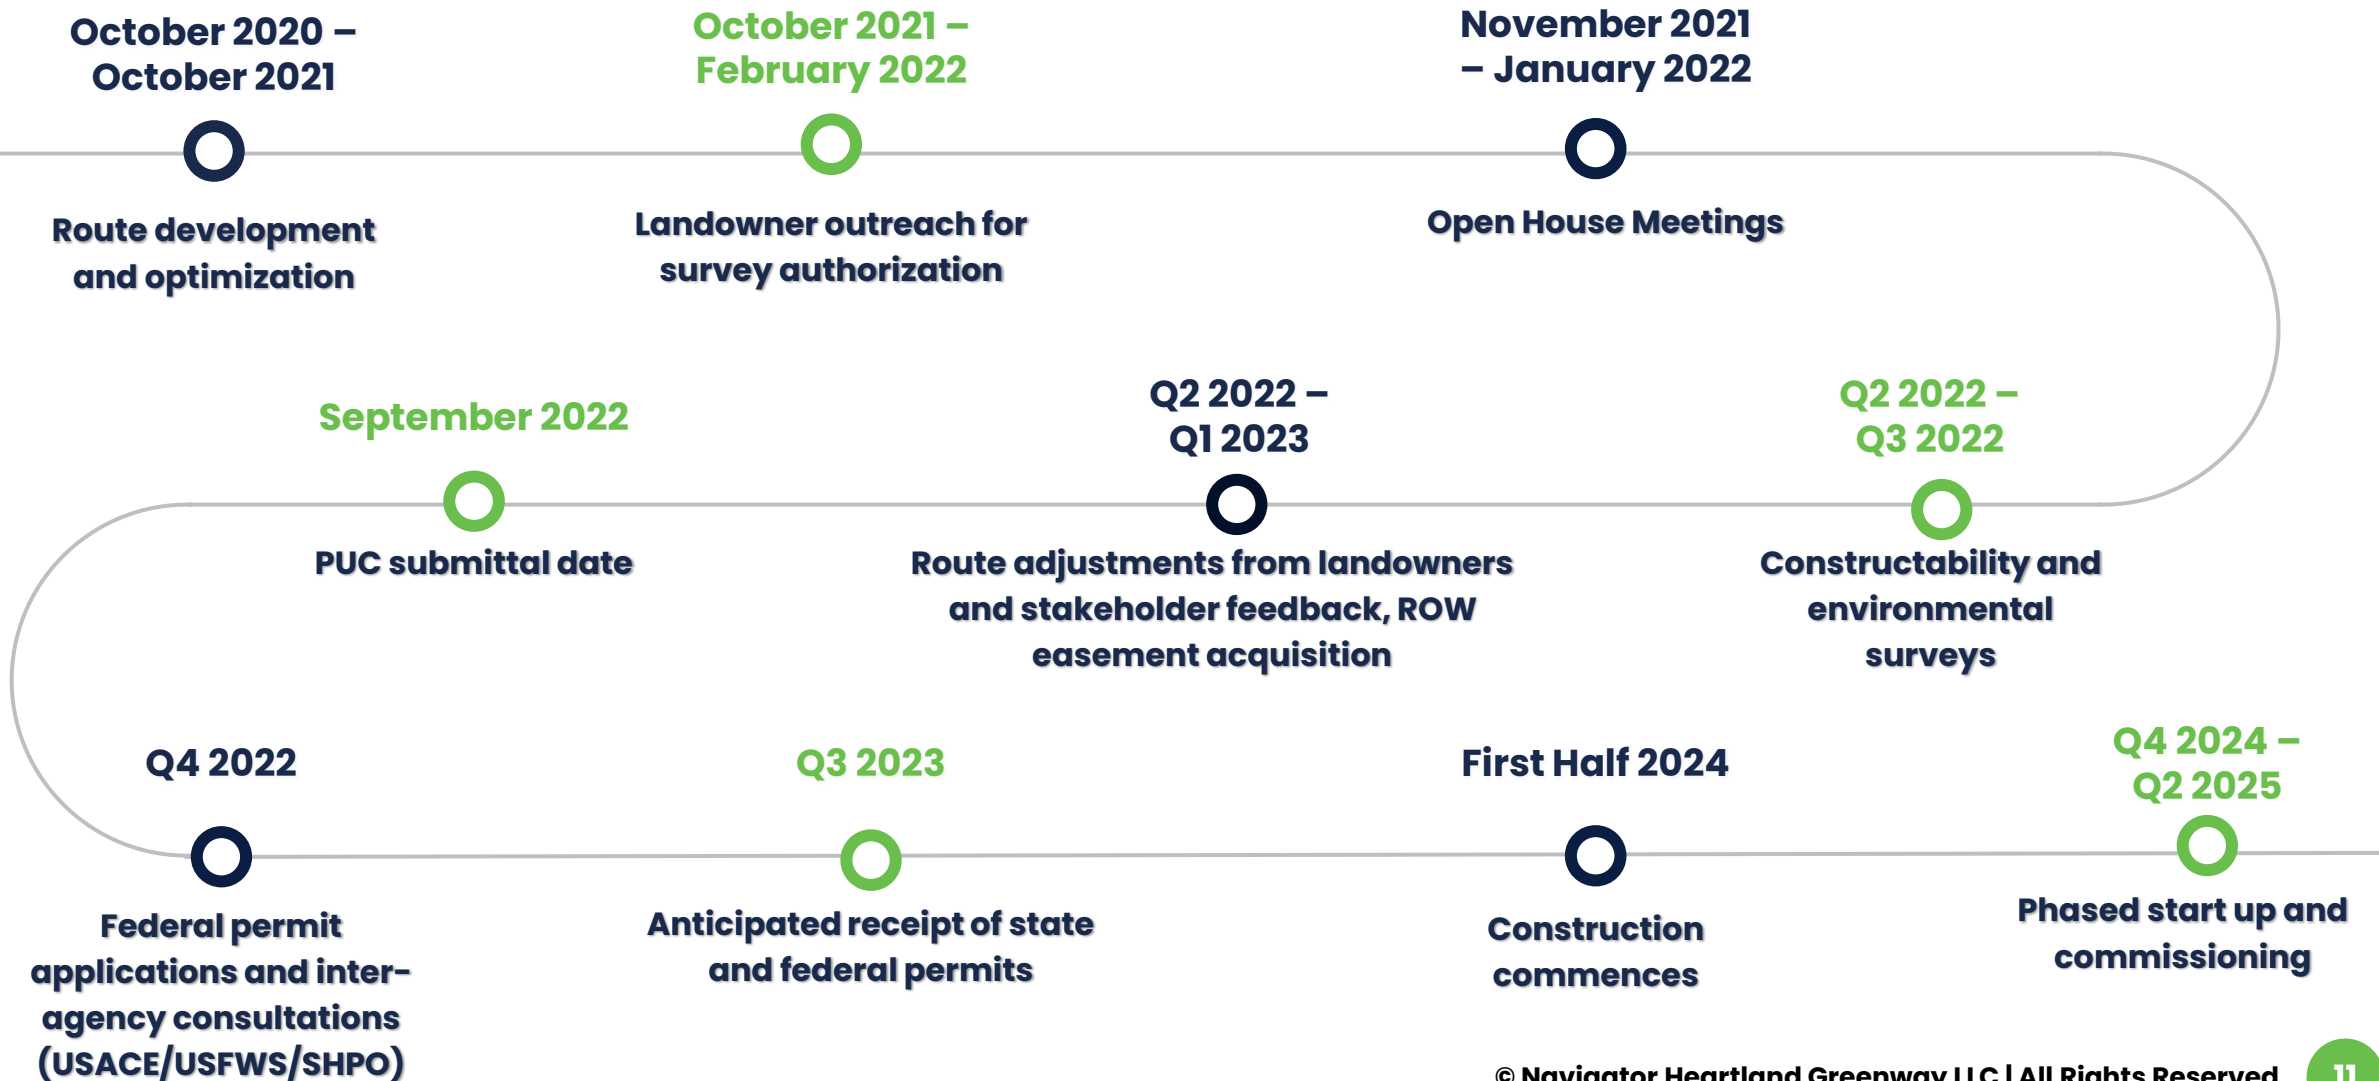 October 2020 –
October 2021
Route development
and optimization
October 2021 –
February 2022
Landowner outreach for
survey authorization
November 2021
– January 2022
Open House Meetings
Q2 2022 –
Q3 2022
Constructability and
environmental
surveys
Q2 2022 –
Q1 2023
Route adjustments from landowners
and stakeholder feedback, ROW
easement acquisition
September 2022
PUC submittal date
Q4 2022
Federal permit
applications and inter-
agency consultations
(USACE/USFWS/SHPO)
Q3 2023
Anticipated receipt of state
and federal permits
First Half 2024
Construction
commences
Q4 2024 –
Q2 2025
Phased start up and
commissioning
© Navigator Heartland Greenway LLC | All Rights Reserved
11